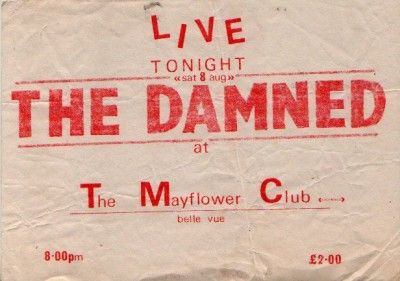 LIVE
TONIGHT
«sat 8 aug»
THE DAMNED
at
The Mayflower Club
belle vue
8·00pm £2·00